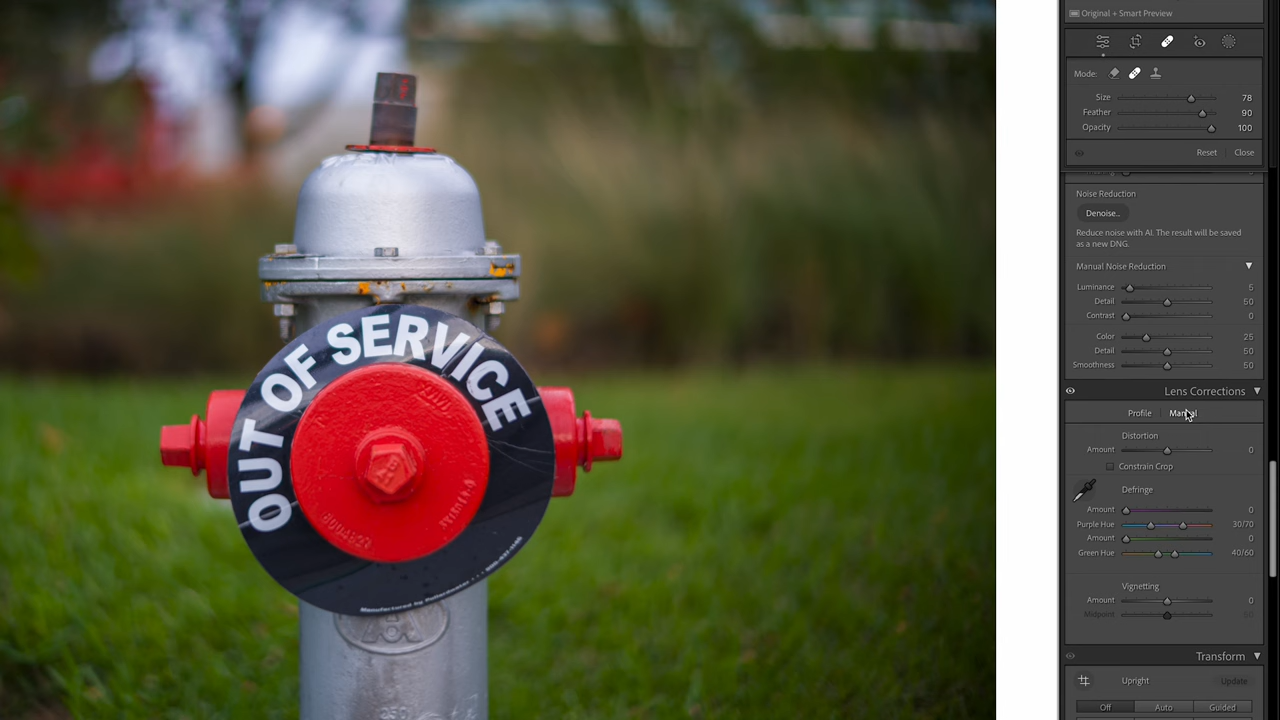 OUT OF SERVICE
Original + Smart Preview
Mode:
Size 78
Feather 90
Opacity 100
Reset Close
Noise Reduction
Denoise...
Reduce noise with AI. The result will be saved
as a new DNG.
Manual Noise Reduction
Luminance 5
Detail 50
Contrast 0
Color 25
Detail 50
Smoothness 50
Lens Corrections
Profile Manual
Distortion
Amount 0
Constrain Crop
Defringe
Amount 0
Purple Hue 30/70
Amount 0
Green Hue 40/60
Vignetting
Amount 0
Midpoint
Transform
Upright Update
Off Auto Guided